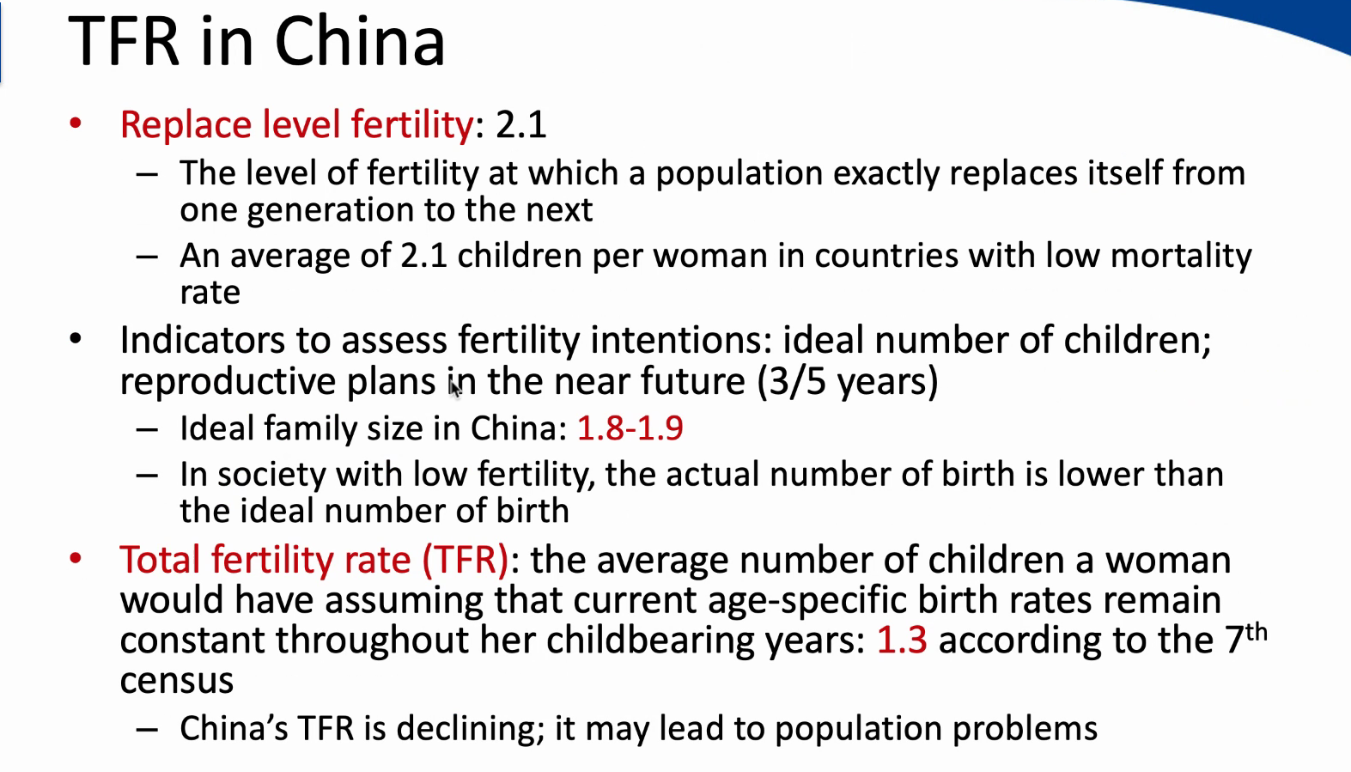 TFR in China
• Replace level fertility: 2.1
– The level of fertility at which a population exactly replaces itself from
one generation to the next
– An average of 2.1 children per woman in countries with low mortality
rate
• Indicators to assess fertility intentions: ideal number of children;
reproductive plans in the near future (3/5 years)
– Ideal family size in China: 1.8-1.9
– In society with low fertility, the actual number of birth is lower than
the ideal number of birth
• Total fertility rate (TFR): the average number of children a woman
would have assuming that current age-specific birth rates remain
constant throughout her childbearing years: 1.3 according to the 7th
census
– China’s TFR is declining; it may lead to population problems